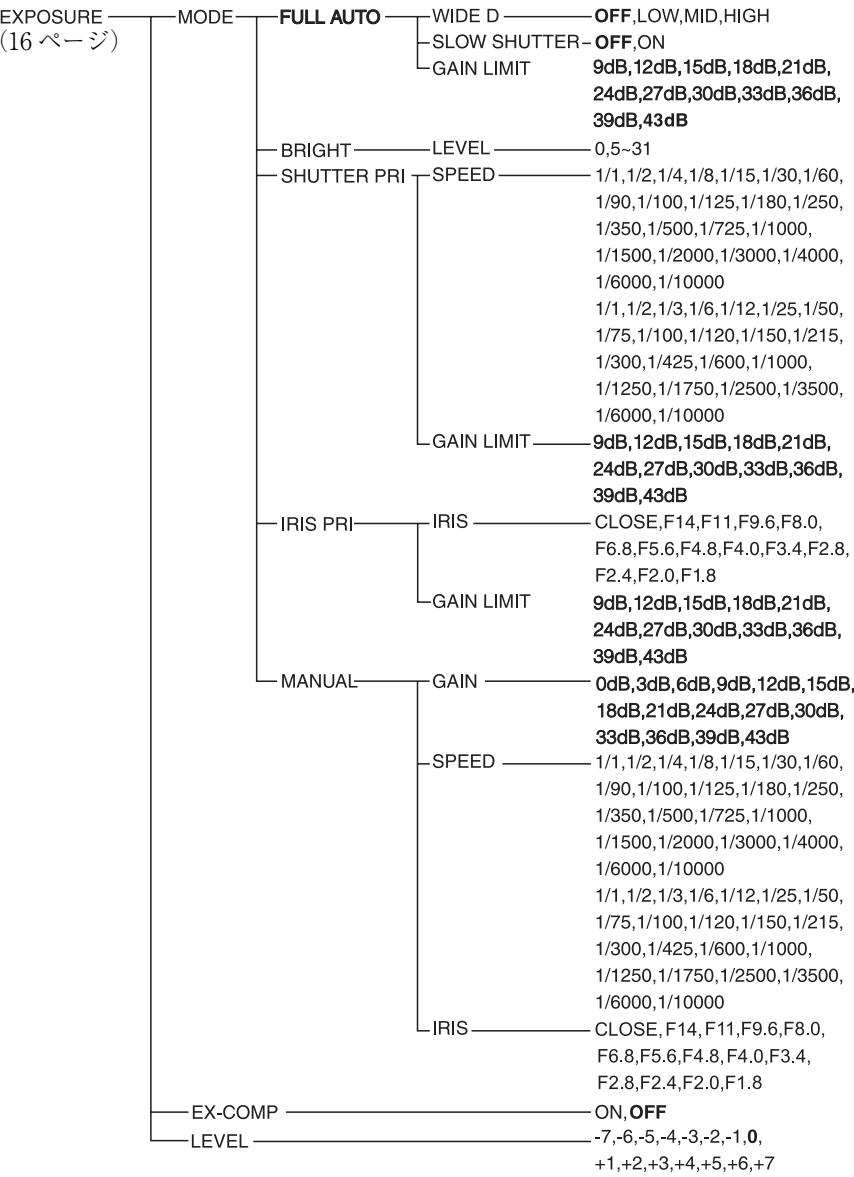 EXPOSURE MODE FULL AUTO WIDE D OFF,LOW,MID,HIGH
(16 ページ) SLOW SHUTTER OFF,ON
GAIN LIMIT 9dB,12dB,15dB,18dB,21dB,
24dB,27dB,30dB,33dB,36dB,
39dB,43dB
BRIGHT LEVEL 0,5~31
SHUTTER PRI SPEED 1/1,1/2,1/4,1/8,1/15,1/30,1/60,
1/90,1/100,1/125,1/180,1/250,
1/350,1/500,1/725,1/1000,
1/1500,1/2000,1/3000,1/4000,
1/6000,1/10000
1/1,1/2,1/3,1/6,1/12,1/25,1/50,
1/75,1/100,1/120,1/150,1/215,
1/300,1/425,1/600,1/1000,
1/1250,1/1750,1/2500,1/3500,
1/6000,1/10000
GAIN LIMIT 9dB,12dB,15dB,18dB,21dB,
24dB,27dB,30dB,33dB,36dB,
39dB,43dB
IRIS PRI IRIS CLOSE,F14,F11,F9.6,F8.0,
F6.8,F5.6,F4.8,F4.0,F3.4,F2.8,
F2.4,F2.0,F1.8
GAIN LIMIT 9dB,12dB,15dB,18dB,21dB,
24dB,27dB,30dB,33dB,36dB,
39dB,43dB
MANUAL GAIN 0dB,3dB,6dB,9dB,12dB,15dB,
18dB,21dB,24dB,27dB,30dB,
33dB,36dB,39dB,43dB
SPEED 1/1,1/2,1/4,1/8,1/15,1/30,1/60,
1/90,1/100,1/125,1/180,1/250,
1/350,1/500,1/725,1/1000,
1/1500,1/2000,1/3000,1/4000,
1/6000,1/10000
1/1,1/2,1/3,1/6,1/12,1/25,1/50,
1/75,1/100,1/120,1/150,1/215,
1/300,1/425,1/600,1/1000,
1/1250,1/1750,1/2500,1/3500,
1/6000,1/10000
IRIS CLOSE,F14,F11,F9.6,F8.0,
F6.8,F5.6,F4.8,F4.0,F3.4,
F2.8,F2.4,F2.0,F1.8
EX-COMP ON,OFF
LEVEL -7,-6,-5,-4,-3,-2,-1,0,
+1,+2,+3,+4,+5,+6,+7